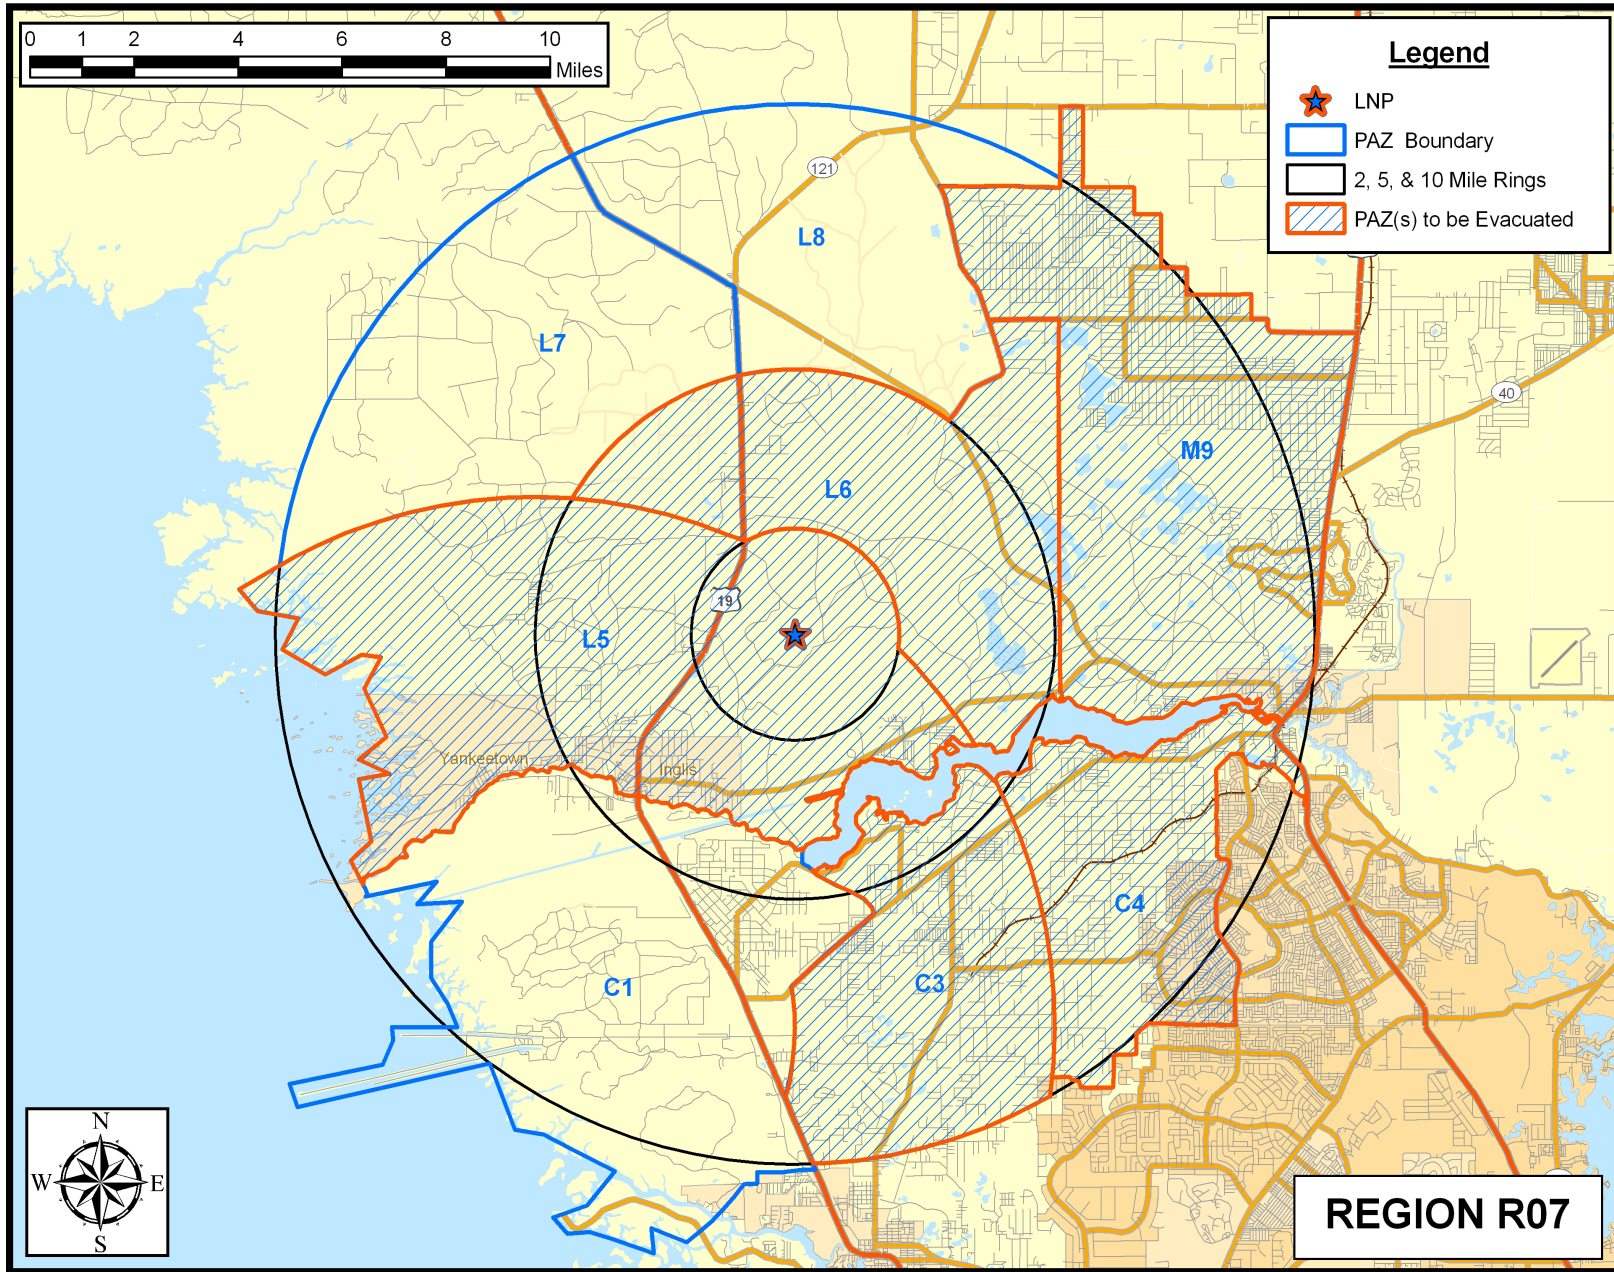 0 1 2 4 6 8 10
Miles
Legend
LNP
PAZ Boundary
2, 5, & 10 Mile Rings
PAZ(s) to be Evacuated
121
L8
L7
40
M9
L6
19
L5
Yankeetown
Inglis
C4
C3
C1
N
W E
S
REGION R07